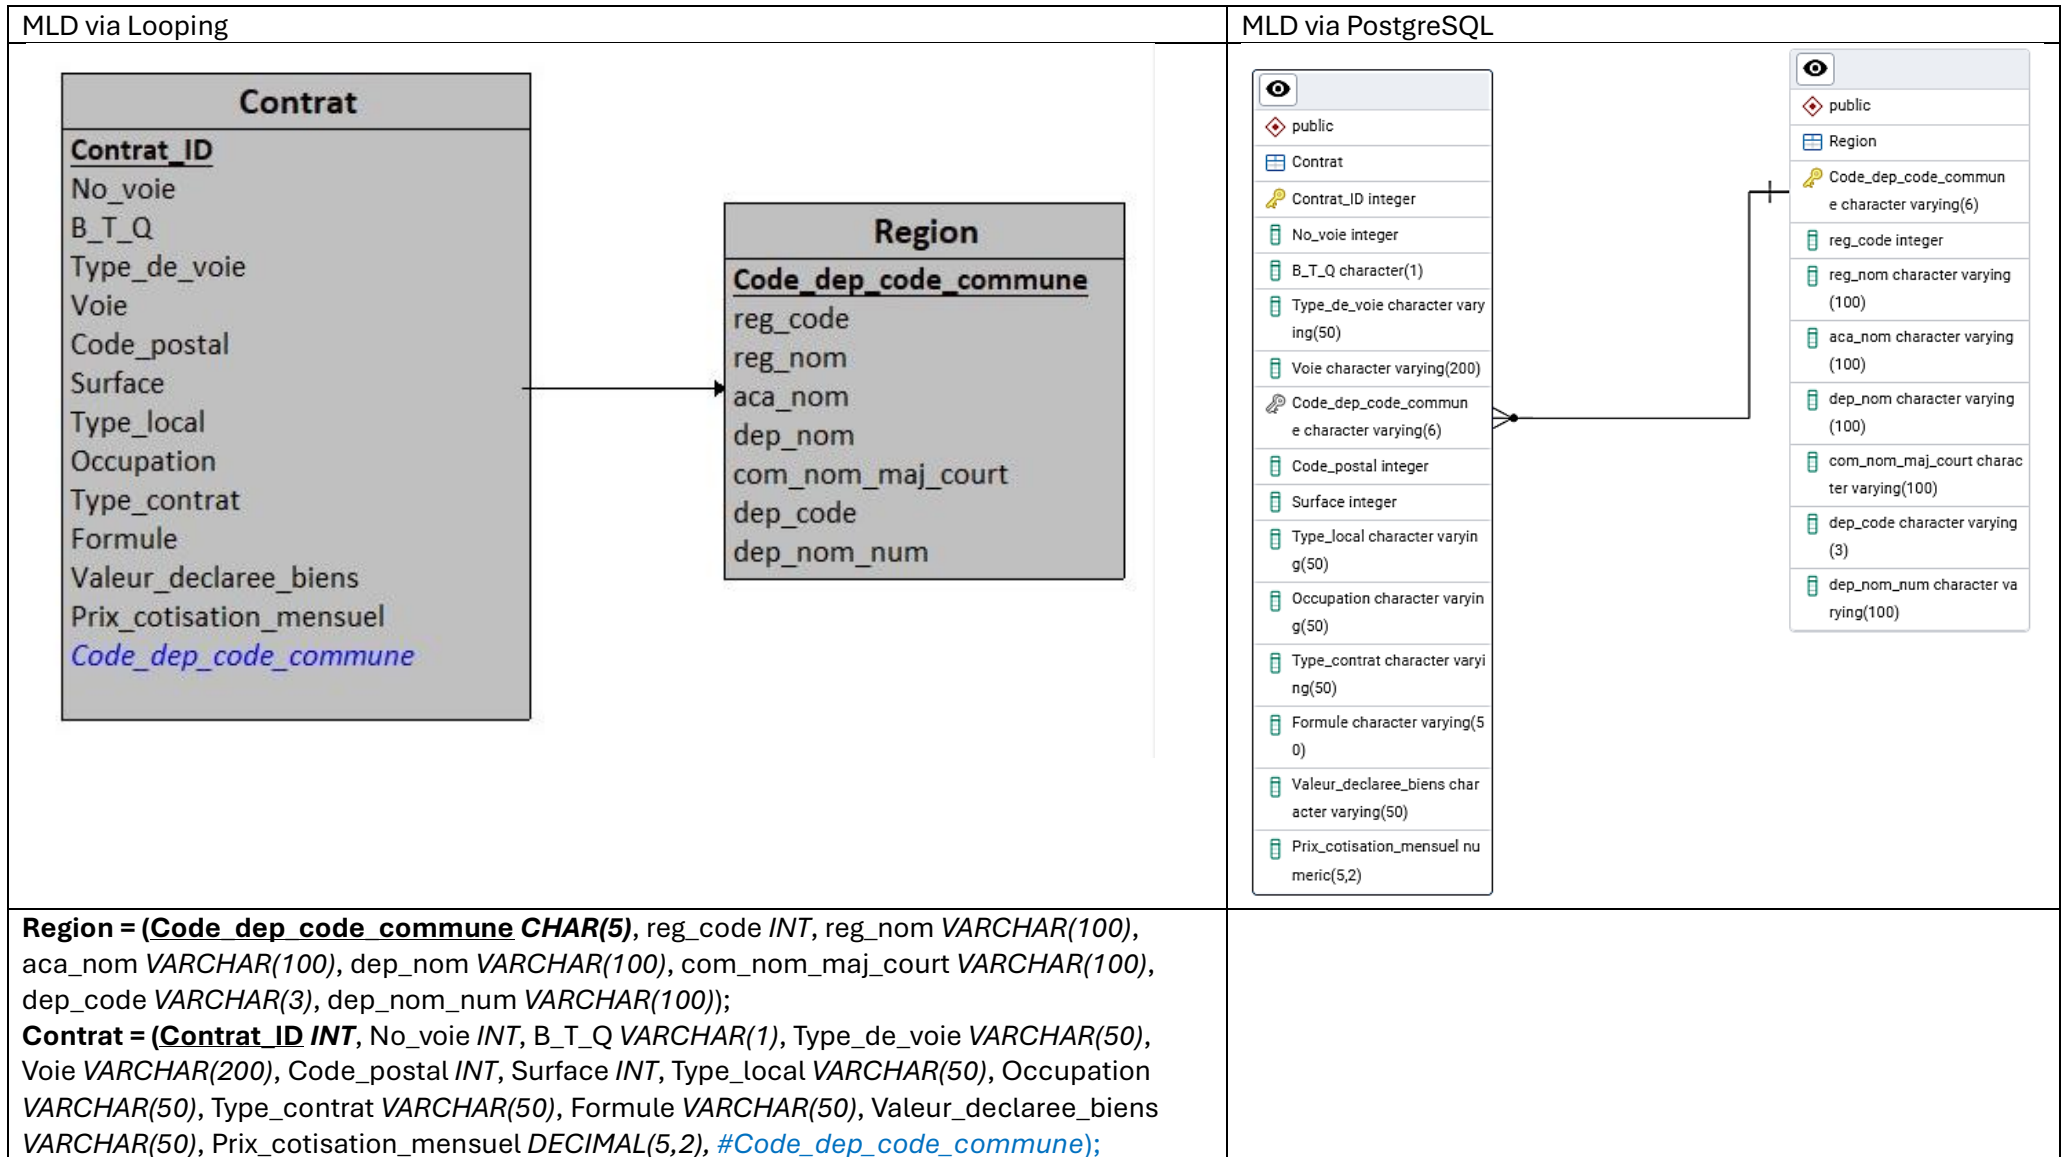 MLD via Looping
MLD via PostgreSQL
Contrat
Contrat_ID
No_voie
B_T_Q
Type_de_voie
Voie
Code_postal
Surface
Type_local
Occupation
Type_contrat
Formule
Valeur_declaree_biens
Prix_cotisation_mensuel
Code_dep_code_commune
Region
Code_dep_code_commune
reg_code
reg_nom
aca_nom
dep_nom
com_nom_maj_court
dep_code
dep_nom_num
public
Contrat
Contrat_ID integer
No_voie integer
B_T_Q character(1)
Type_de_voie character vary
ing(50)
Voie character varying(200)
Code_dep_code_commun
e character varying(6)
Code_postal integer
Surface integer
Type_local character varyin
g(50)
Occupation character varyin
g(50)
Type_contrat character varyi
ng(50)
Formule character varying(5
0)
Valeur_declaree_biens char
acter varying(50)
Prix_cotisation_mensuel nu
meric(5,2)
public
Region
Code_dep_code_commun
e character varying(6)
reg_code integer
reg_nom character varying
(100)
aca_nom character varying
(100)
dep_nom character varying
(100)
com_nom_maj_court charac
ter varying(100)
dep_code character varying
(3)
dep_nom_num character va
rying(100)
Region = (Code_dep_code_commune CHAR(5), reg_code INT, reg_nom VARCHAR(100),
aca_nom VARCHAR(100), dep_nom VARCHAR(100), com_nom_maj_court VARCHAR(100),
dep_code VARCHAR(3), dep_nom_num VARCHAR(100));
Contrat = (Contrat_ID INT, No_voie INT, B_T_Q VARCHAR(1), Type_de_voie VARCHAR(50),
Voie VARCHAR(200), Code_postal INT, Surface INT, Type_local VARCHAR(50), Occupation
VARCHAR(50), Type_contrat VARCHAR(50), Formule VARCHAR(50), Valeur_declaree_biens
VARCHAR(50), Prix_cotisation_mensuel DECIMAL(5,2), #Code_dep_code_commune);